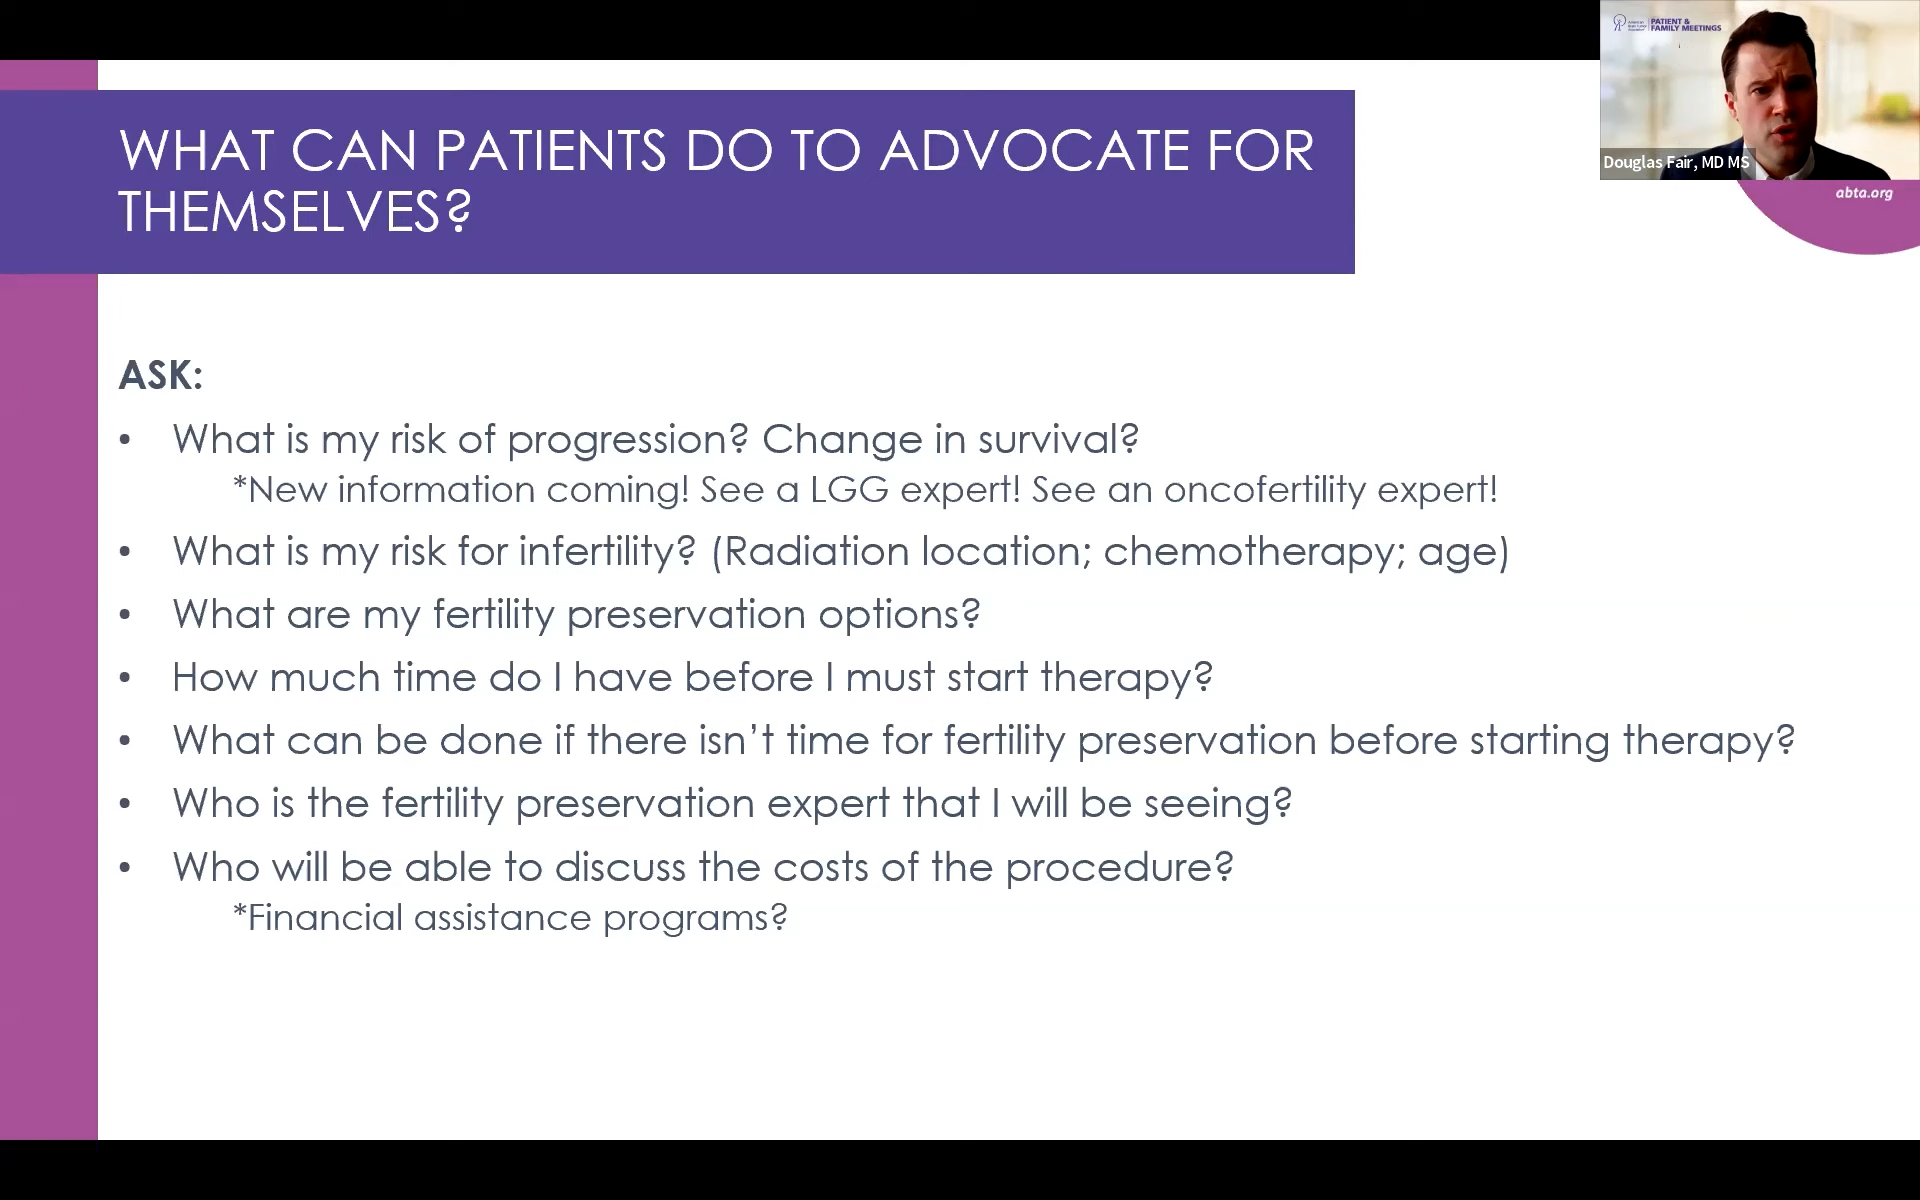 PATIENT &
FAMILY MEETINGS
Douglas Fair, MD MS
abta.org
WHAT CAN PATIENTS DO TO ADVOCATE FOR
THEMSELVES?
ASK:
• What is my risk of progression? Change in survival?
*New information coming! See a LGG expert! See an oncofertility expert!
• What is my risk for infertility? (Radiation location; chemotherapy; age)
• What are my fertility preservation options?
• How much time do I have before I must start therapy?
• What can be done if there isn’t time for fertility preservation before starting therapy?
• Who is the fertility preservation expert that I will be seeing?
• Who will be able to discuss the costs of the procedure?
*Financial assistance programs?